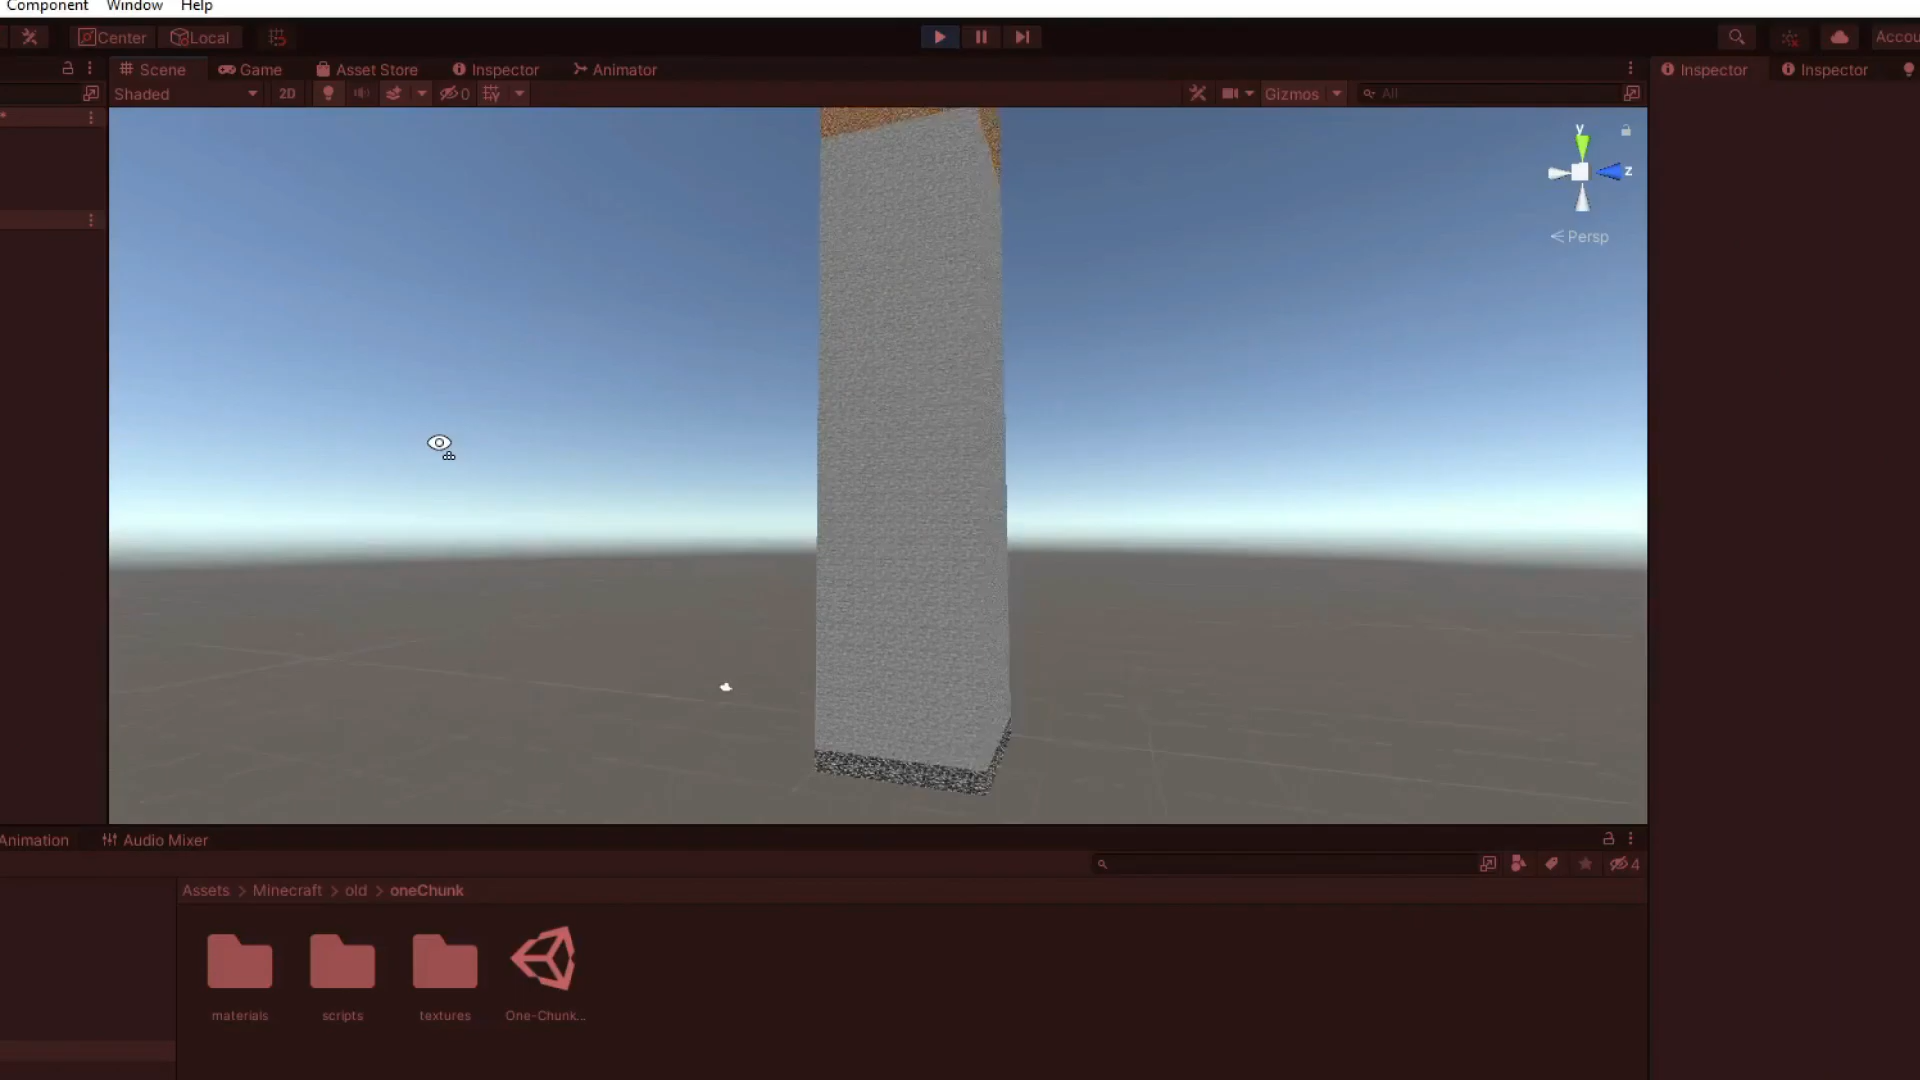 Component Window Help
Center Local Accou
Scene Game Asset Store Inspector Animator Inspector Inspector
Shaded 2D 0 Gizmos All
y
z
Persp
Animation Audio Mixer
4
Assets > Minecraft > old > oneChunk
materials scripts textures One-Chunk...